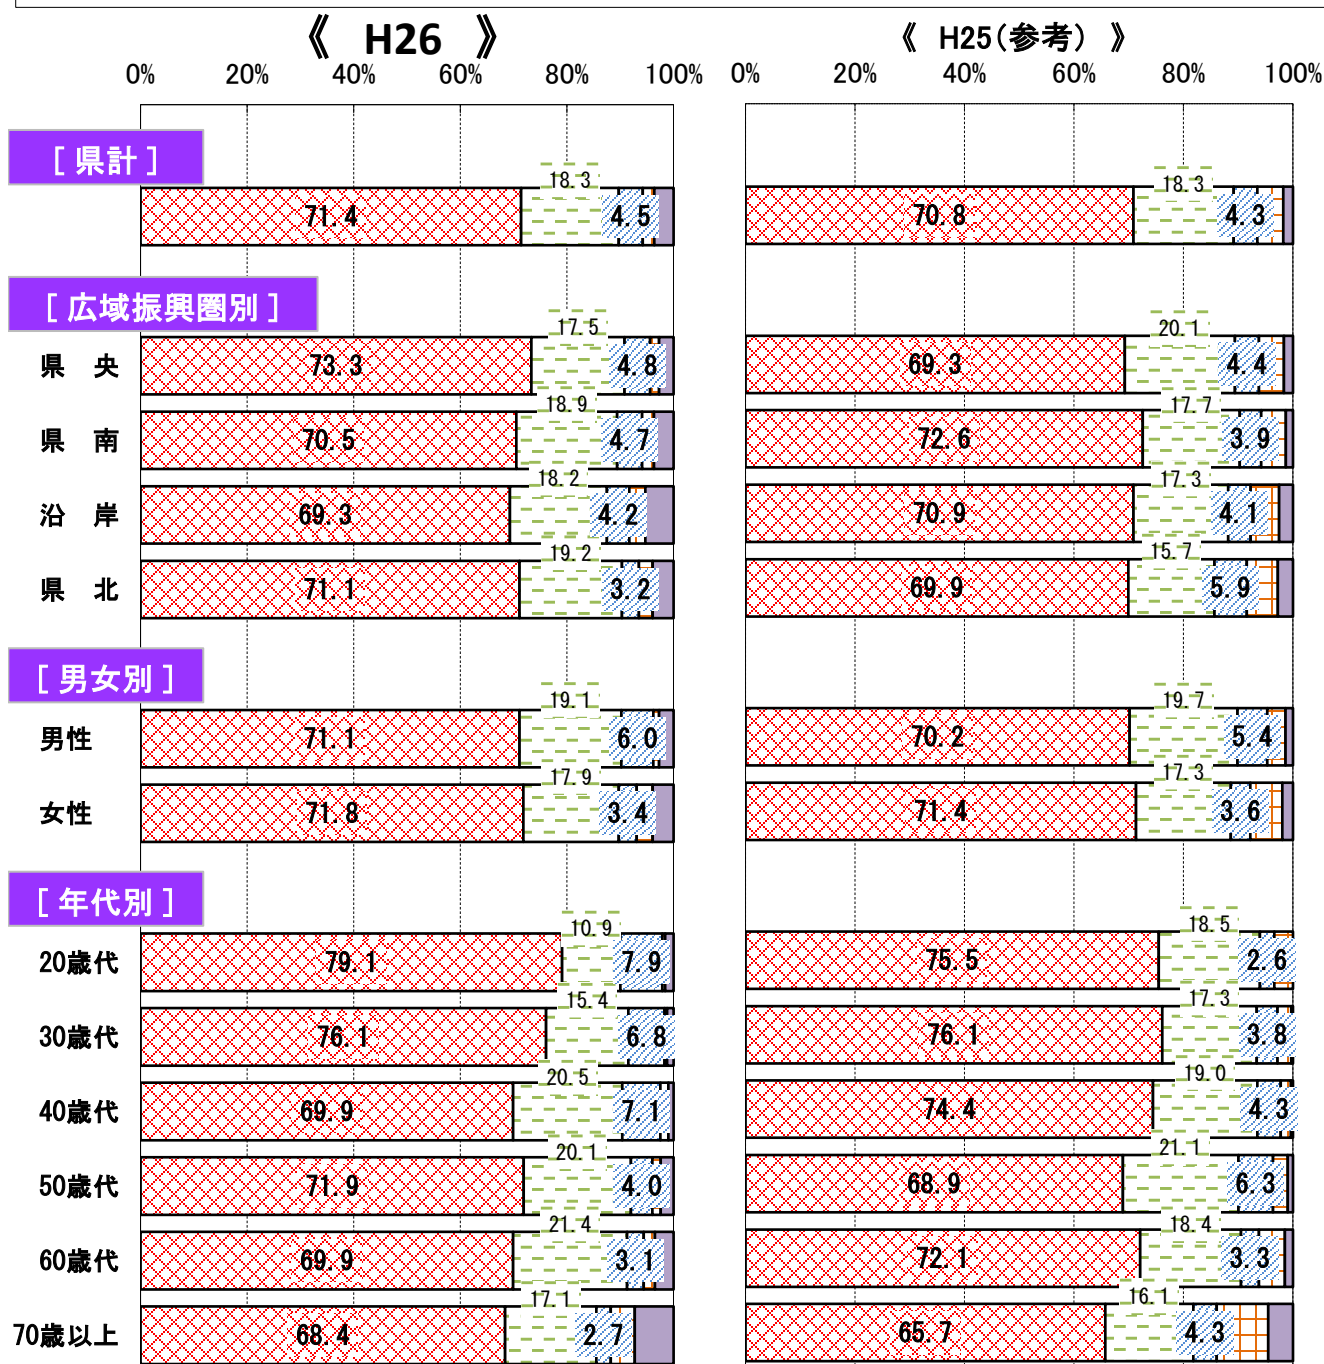 《 H26 》 《 H25(参考) 》
0% 20% 40% 60% 80% 100% 0% 20% 40% 60% 80% 100%
[ 県計 ]
18.3 18.3
71.4 4.5 70.8 4.3
[ 広域振興圏別 ]
17.5 20.1
県 央 73.3 4.8 69.3 4.4
18.9 17.7
県 南 70.5 4.7 72.6 3.9
18.2 17.3
沿 岸 69.3 4.2 70.9 4.1
19.2 15.7
県 北 71.1 3.2 69.9 5.9
[ 男女別 ]
19.1 19.7
男性 71.1 6.0 70.2 5.4
17.9 17.3
女性 71.8 3.4 71.4 3.6
[ 年代別 ]
10.9 18.5
20歳代 79.1 7.9 75.5 2.6
15.4 17.3
30歳代 76.1 6.8 76.1 3.8
20.5 19.0
40歳代 69.9 7.1 74.4 4.3
20.1 21.1
50歳代 71.9 4.0 68.9 6.3
21.4 18.4
60歳代 69.9 3.1 72.1 3.3
17.1 16.1
70歳以上 68.4 2.7 65.7 4.3